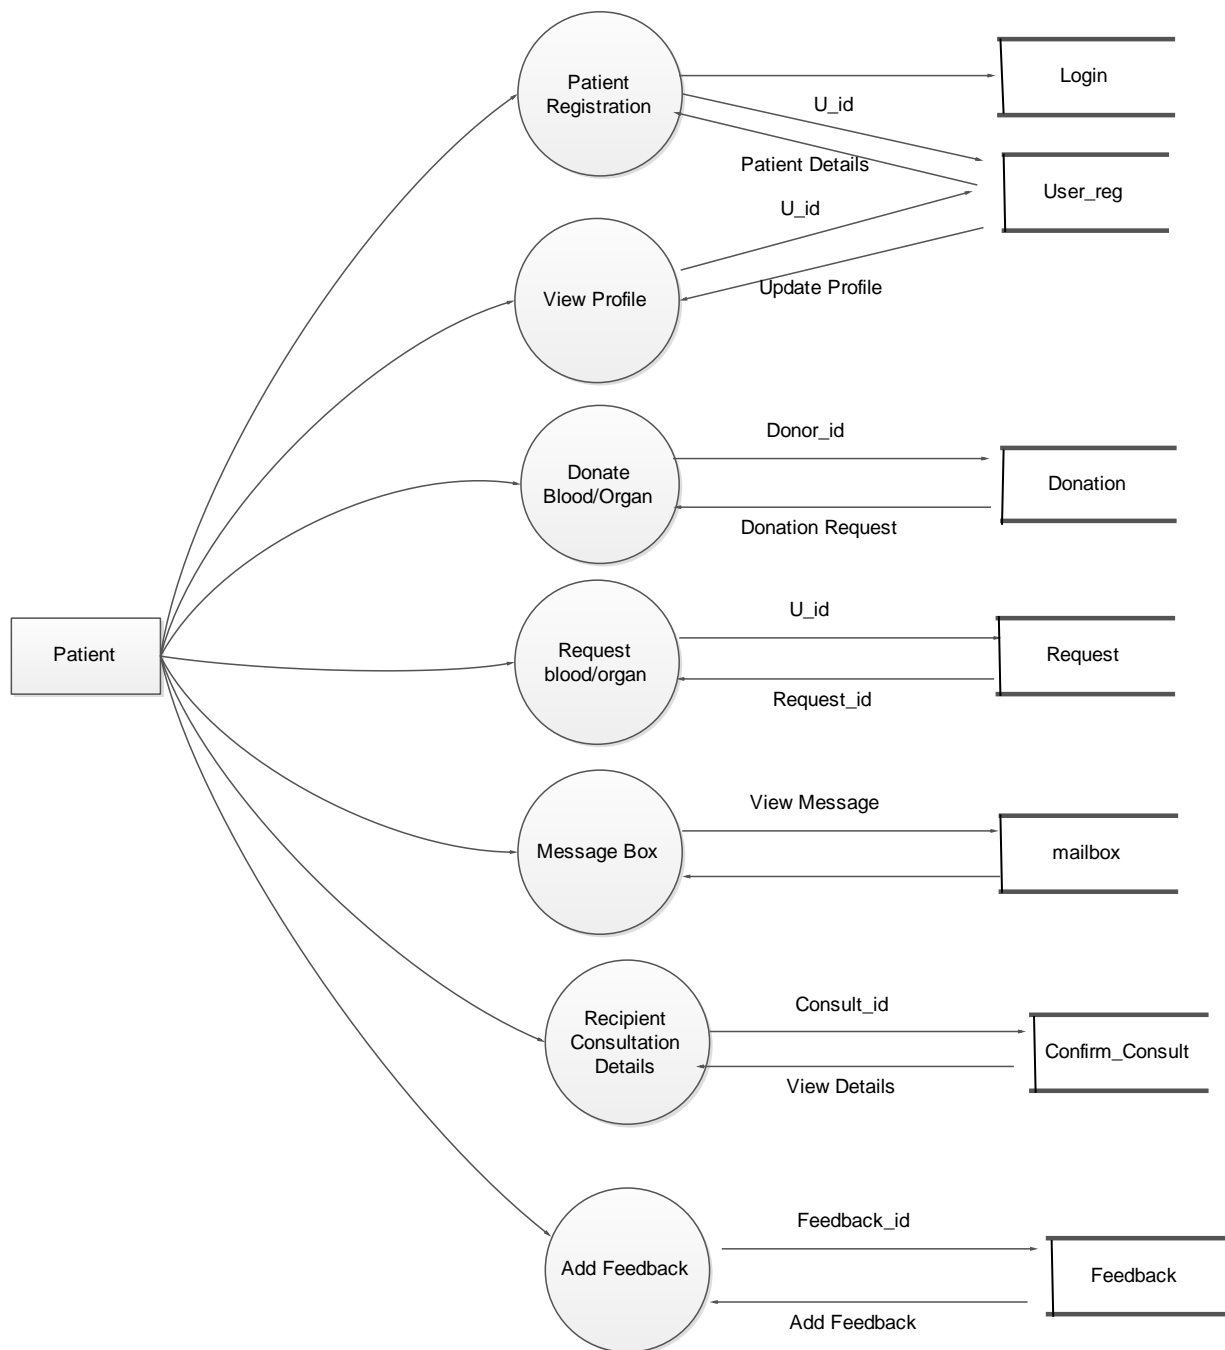 Patient
Registration
Login
U_id
Patient Details
User_reg
U_id
View Profile
Update Profile
Donate
Blood/Organ
Donor_id
Donation
Donation Request
Patient
Request
blood/organ
U_id
Request
Request_id
Message Box
View Message
mailbox
Recipient
Consultation
Details
Consult_id
Confirm_Consult
View Details
Add Feedback
Feedback_id
Feedback
Add Feedback